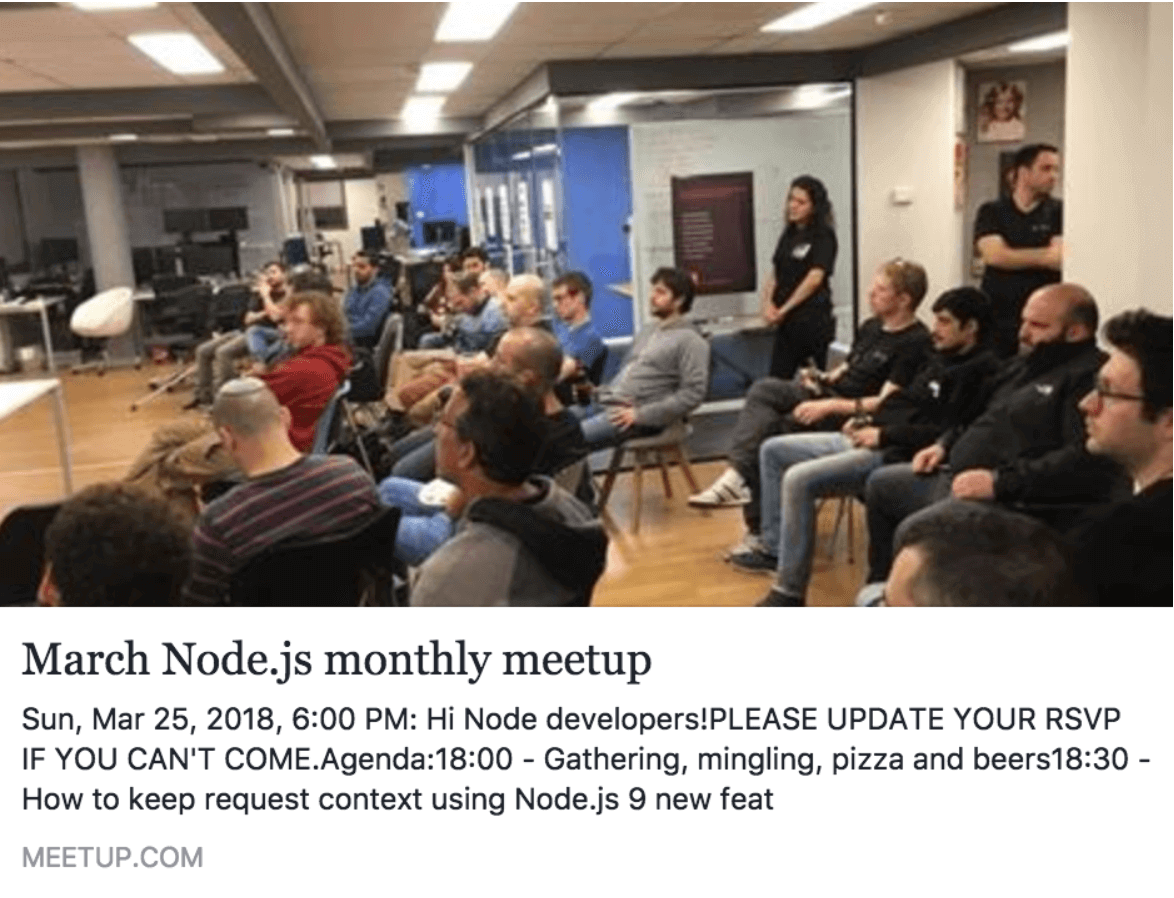 March Node.js monthly meetup
Sun, Mar 25, 2018, 6:00 PM: Hi Node developers!PLEASE UPDATE YOUR RSVP
IF YOU CAN'T COME.Agenda:18:00 - Gathering, mingling, pizza and beers18:30 -
How to keep request context using Node.js 9 new feat
MEETUP.COM